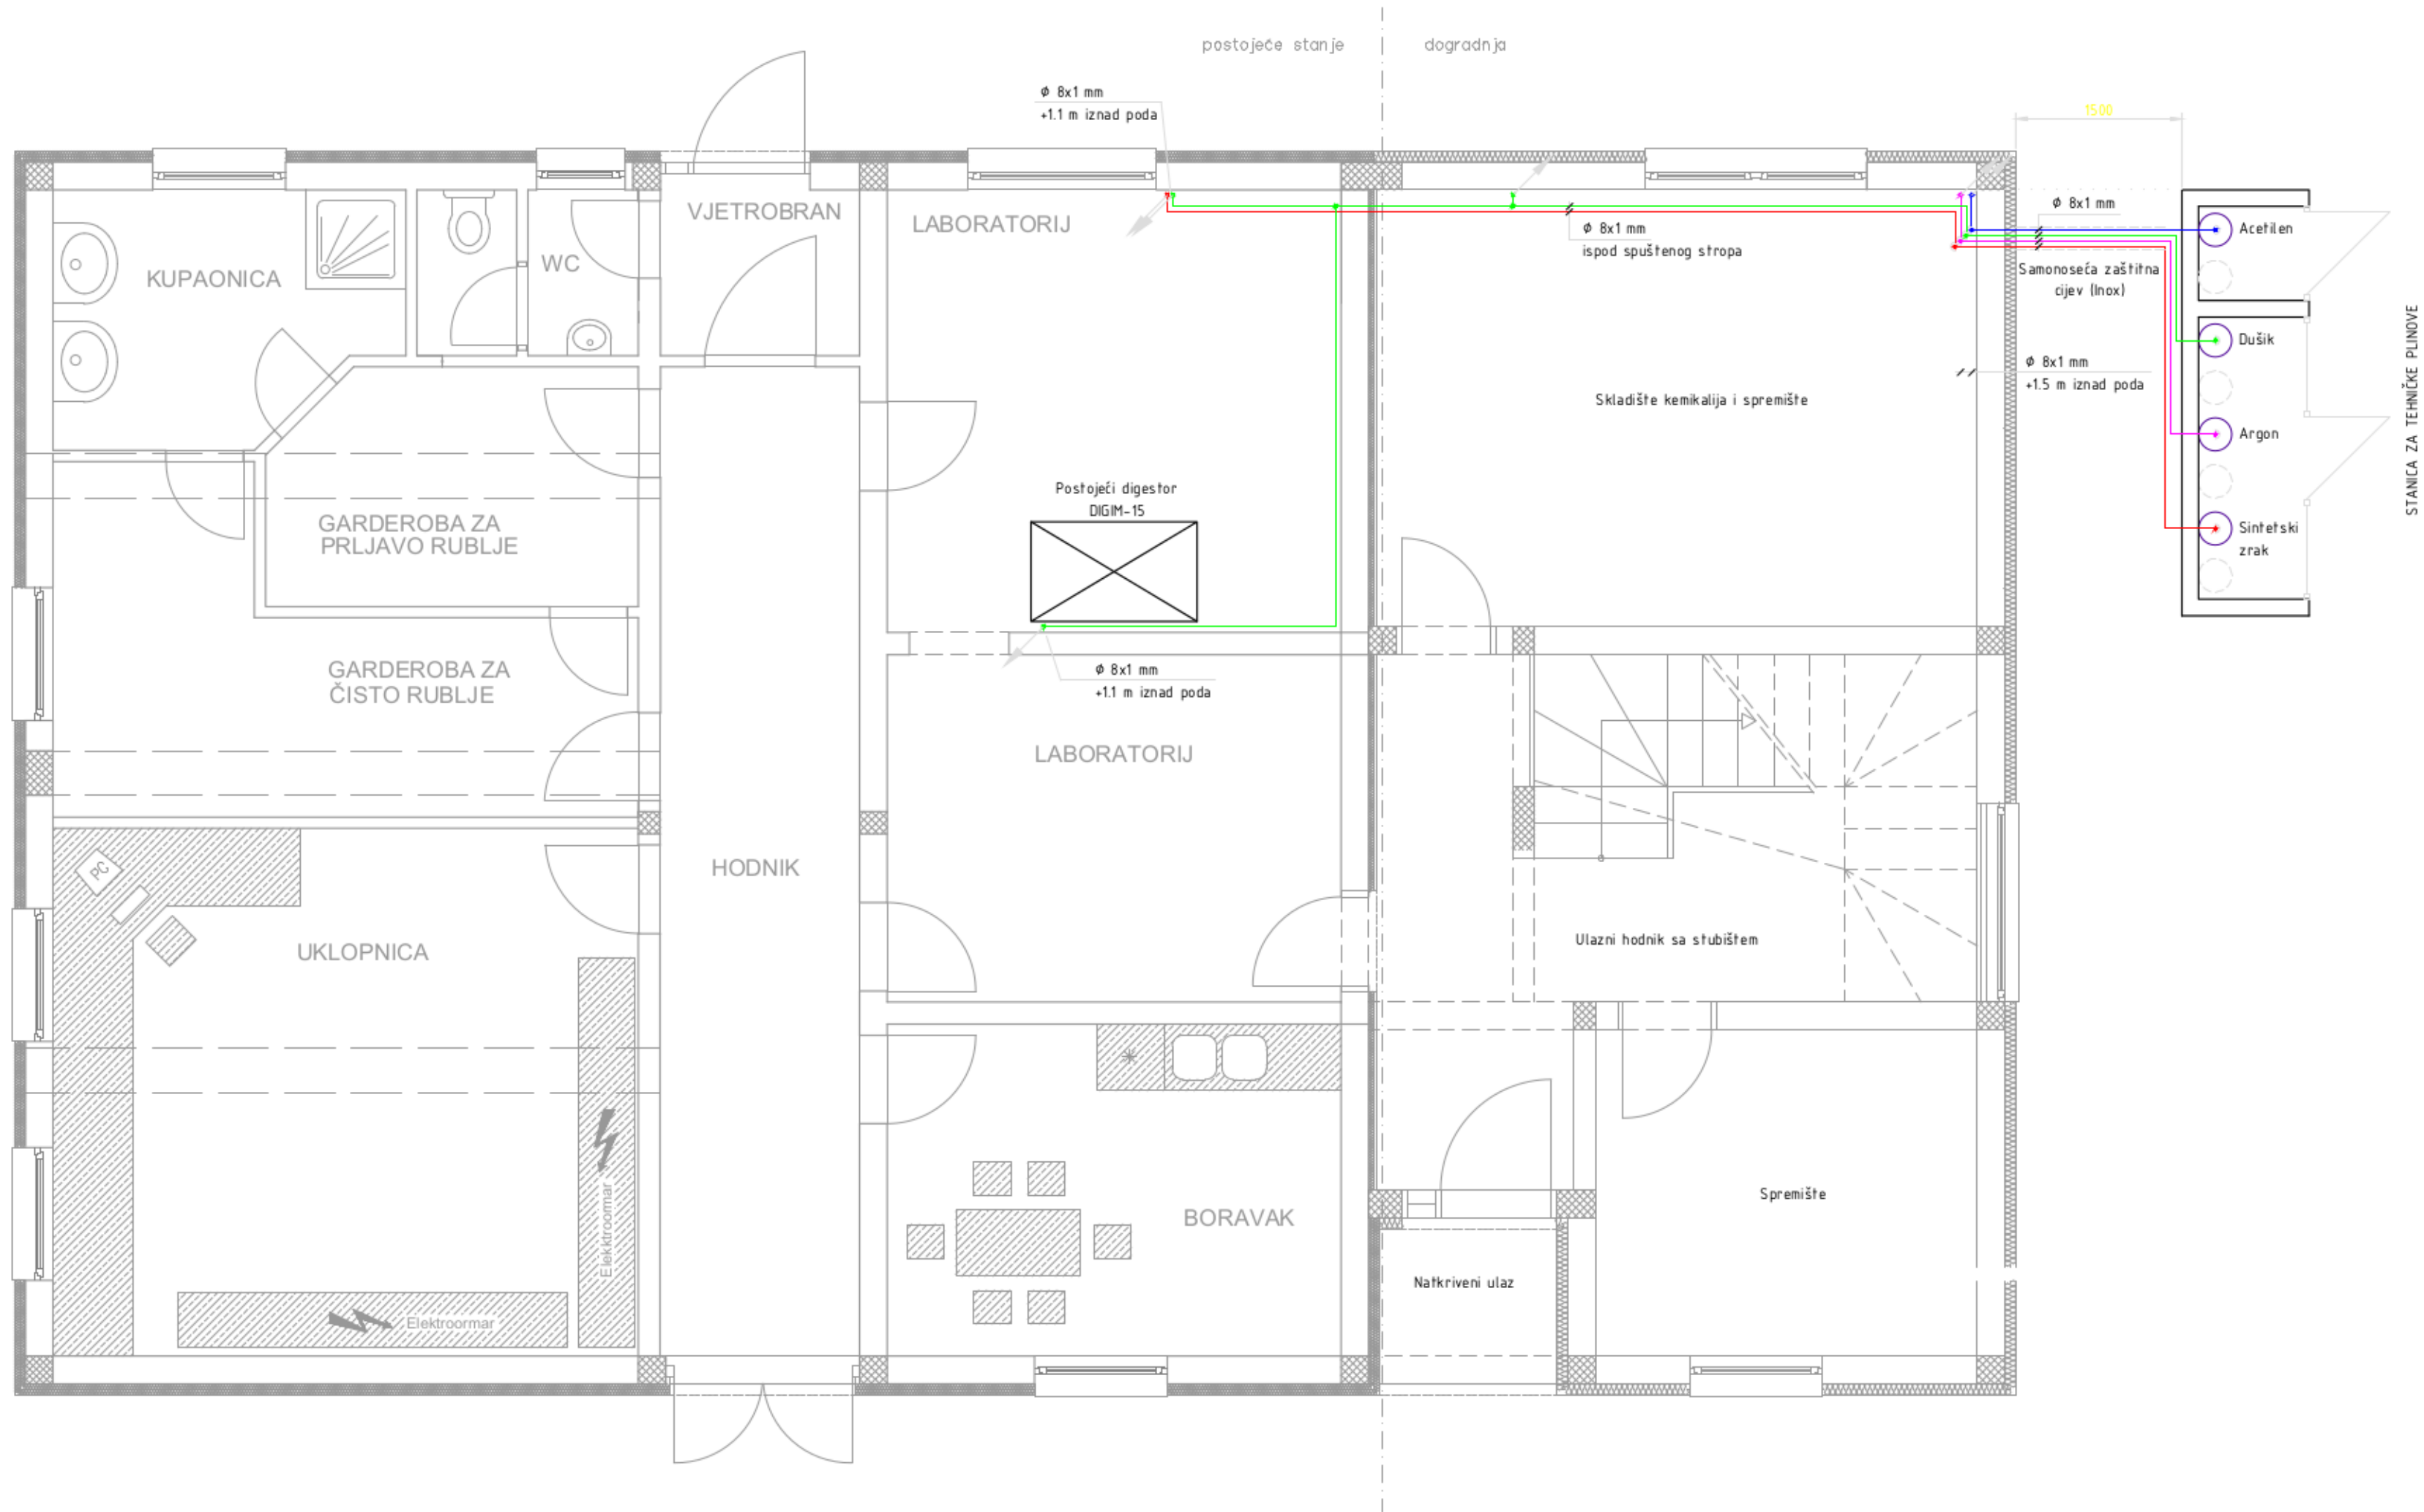 postojeće stanje
dogradnja
Ø 8x1 mm
+1.1 m iznad poda
1500
VJETROBRAN
LABORATORIJ
Ø 8x1 mm
ispod spuštenog stropa
Ø 8x1 mm
Acetilen
KUPAONICA
WC
Samonoseća zaštitna
cijev (Inox)
Dušik
Ø 8x1 mm
+1.5 m iznad poda
STANICA ZA TEHNIČKE PLINOVE
Skladište kemikalija i spremište
Argon
Postojeći digestor
DIGIM-15
GARDEROBA ZA
PRLJAVO RUBLJE
Sintetski
zrak
GARDEROBA ZA
ČISTO RUBLJE
Ø 8x1 mm
+1.1 m iznad poda
LABORATORIJ
PC
HODNIK
UKLOPNICA
Ulazni hodnik sa stubištem
Elekktroormar
BORAVAK
Spremište
Natkriveni ulaz
Elektroormar